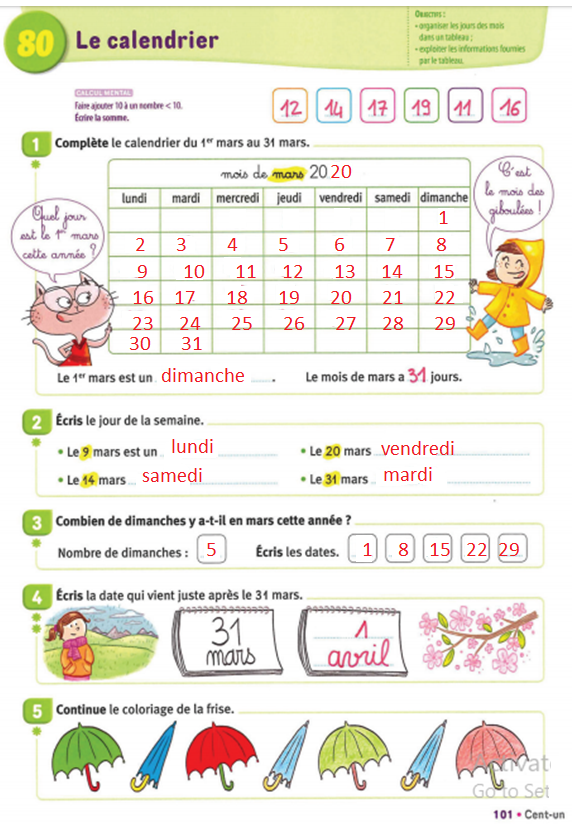 80 Le calendrier
OBJECTIFS :
• organiser les jours des mois
dans un tableau ;
• exploiter les informations fournies
par le tableau.
CALCUL MENTAL
Faire ajouter 10 à un nombre < 10.
Écrire la somme.
12 14 17 19 11 16
1 Complète le calendrier du 1er mars au 31 mars.
mois de mars 20 20
lundi mardi mercredi jeudi vendredi samedi dimanche
1
2 3 4 5 6 7 8
9 10 11 12 13 14 15
16 17 18 19 20 21 22
23 24 25 26 27 28 29
30 31
Quel jour
est le 1er mars
cette année ?
C'est
le mois des
giboulées !
Le 1er mars est un dimanche. Le mois de mars a 31 jours.
2 Écris le jour de la semaine.
• Le 9 mars est un lundi • Le 20 mars vendredi
• Le 14 mars samedi • Le 31 mars mardi
3 Combien de dimanches y a-t-il en mars cette année ?
Nombre de dimanches : 5 Écris les dates. 1 8 15 22 29
4 Écris la date qui vient juste après le 31 mars.
31
mars
1
avril
5 Continue le coloriage de la frise.
Activate
Go to Set
101 • Cent-un